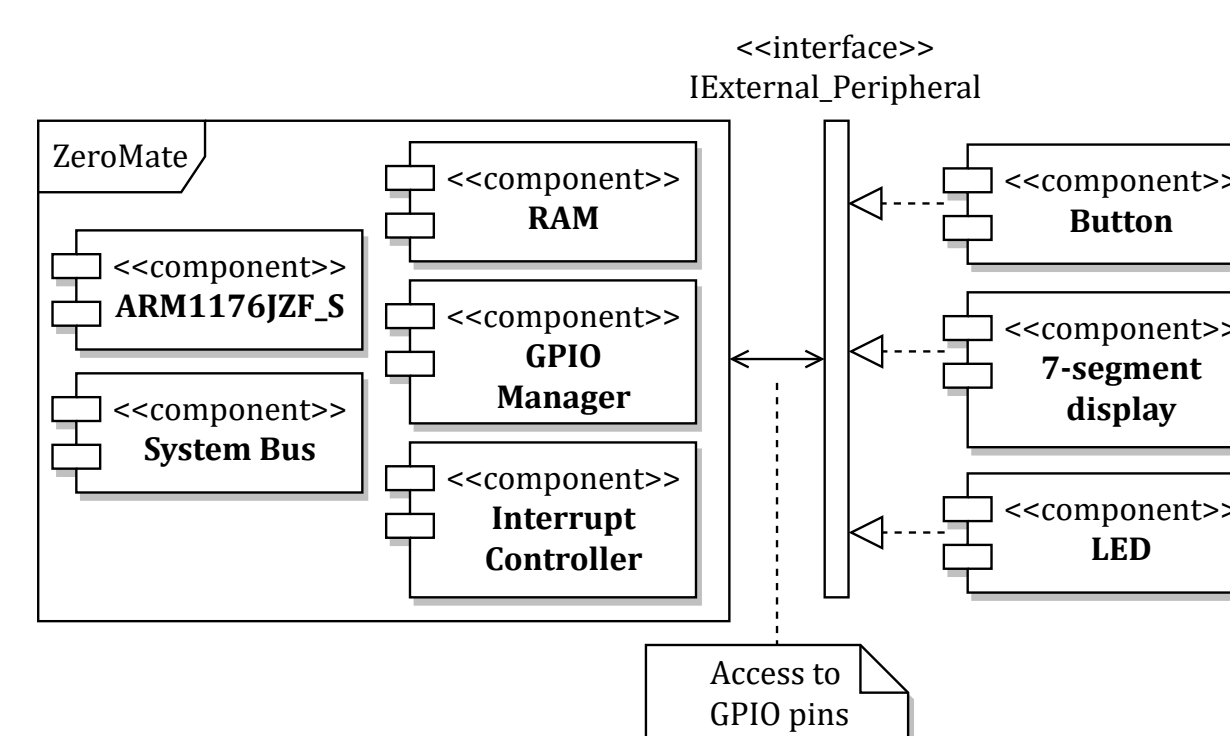 <<interface>>
IExternal_Peripheral
ZeroMate
<<component>>
ARM1176JZF_S
<<component>>
System Bus
<<component>>
RAM
<<component>>
GPIO
Manager
<<component>>
Interrupt
Controller
<<component>>
Button
<<component>>
7-segment
display
<<component>>
LED
Access to
GPIO pins